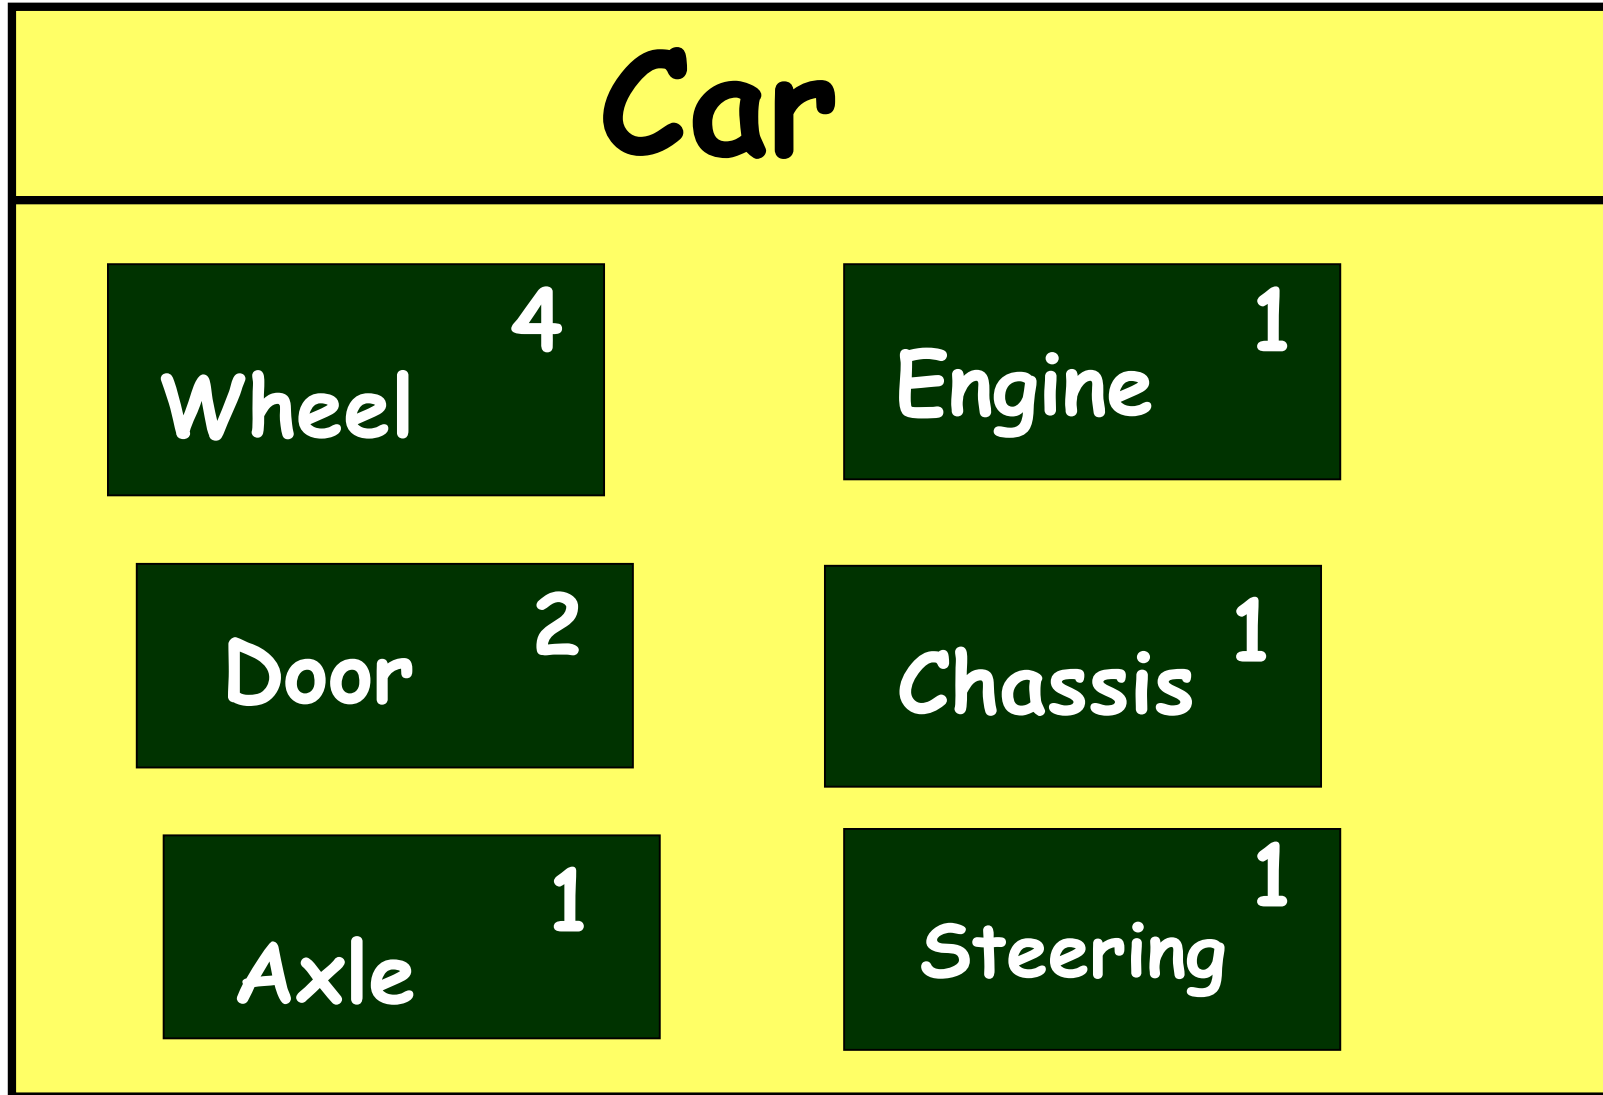 Car
4
Wheel
1
Engine
2
Door
1
Chassis
1
Axle
1
Steering